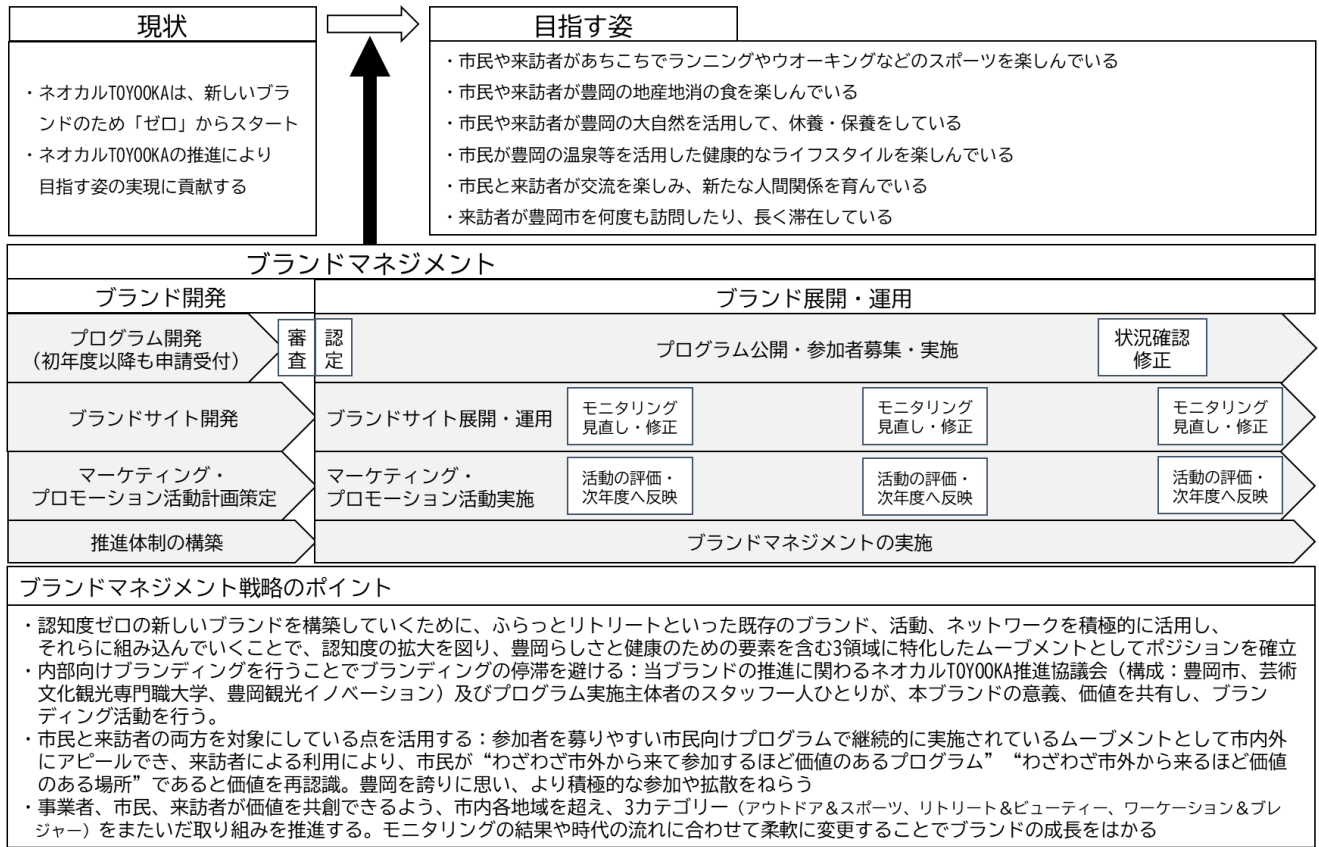 現状
目指す姿
・ネオカルTOYOOKAは、新しいブラ
ンドのため「ゼロ」からスタート
・ネオカルTOYOOKAの推進により
目指す姿の実現に貢献する
・市民や来訪者があちこちでランニングやウオーキングなどのスポーツを楽しんでいる
・市民や来訪者が豊岡の地産地消の食を楽しんでいる
・市民や来訪者が豊岡の大自然を活用して、休養・保養をしている
・市民が豊岡の温泉等を活用した健康的なライフスタイルを楽しんでいる
・市民と来訪者が交流を楽しみ、新たな人間関係を育んでいる
・来訪者が豊岡市を何度も訪問したり、長く滞在している
ブランドマネジメント
ブランド開発
ブランド展開・運用
プログラム開発
（初年度以降も申請受付）
審査
認定
プログラム公開・参加者募集・実施
状況確認
修正
ブランドサイト開発
ブランドサイト展開・運用
モニタリング
見直し・修正
モニタリング
見直し・修正
モニタリング
見直し・修正
マーケティング・
プロモーション活動計画策定
マーケティング・
プロモーション活動実施
活動の評価・
次年度へ反映
活動の評価・
次年度へ反映
活動の評価・
次年度へ反映
推進体制の構築
ブランドマネジメントの実施
ブランドマネジメント戦略のポイント
・認知度ゼロの新しいブランドを構築していくために、ふらっとリトリートといった既存のブランド、活動、ネットワークを積極的に活用し、
それらに組み込んでいくことで、認知度の拡大を図り、豊岡らしさと健康のための要素を含む3領域に特化したムーブメントとしてポジションを確立
・内部向けブランディングを行うことでブランディングの停滞を避ける：当ブランドの推進に関わるネオカルTOYOOKA推進協議会（構成：豊岡市、芸術
文化観光専門職大学、豊岡観光イノベーション）及びプログラム実施主体者のスタッフ一人ひとりが、本ブランドの意義、価値を共有し、ブラン
ディング活動を行う。
・市民と来訪者の両方を対象にしている点を活用する：参加者を募りやすい市民向けプログラムで継続的に実施されているムーブメントとして市内外
にアピールでき、来訪者による利用により、市民が“わざわざ市外から来て参加するほど価値のあるプログラム”“わざわざ市外から来るほど価値
のある場所”であると価値を再認識。豊岡を誇りに思い、より積極的な参加や拡散をねらう
・事業者、市民、来訪者が価値を共創できるよう、市内各地域を超え、3カテゴリー（アウトドア＆スポーツ、リトリート＆ビューティー、ワーケーション＆ブレ
ジャー）をまたいだ取り組みを推進する。モニタリングの結果や時代の流れに合わせて柔軟に変更することでブランドの成長をはかる